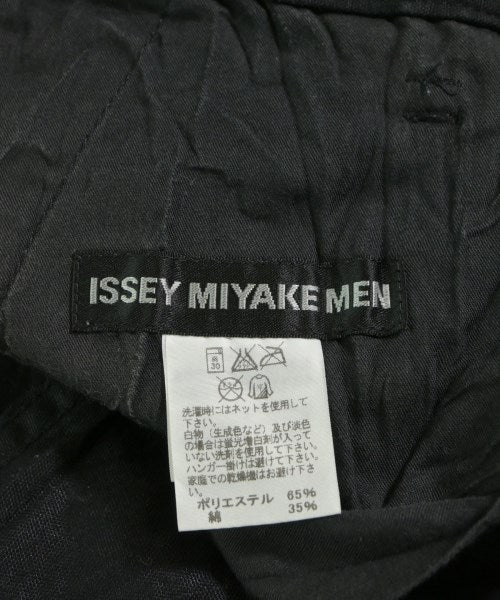 ISSEY MIYAKE MEN
弱
30
洗濯時にはネットを使用して
下さい。
白物（生成色など）及び淡色
の場合は蛍光増白剤が入って
いない洗剤を使用して下さい。
ハンガー掛けは避けて下さい。
家庭での乾燥機はお避け下さ
い。
ポリエステル 65%
綿 35%